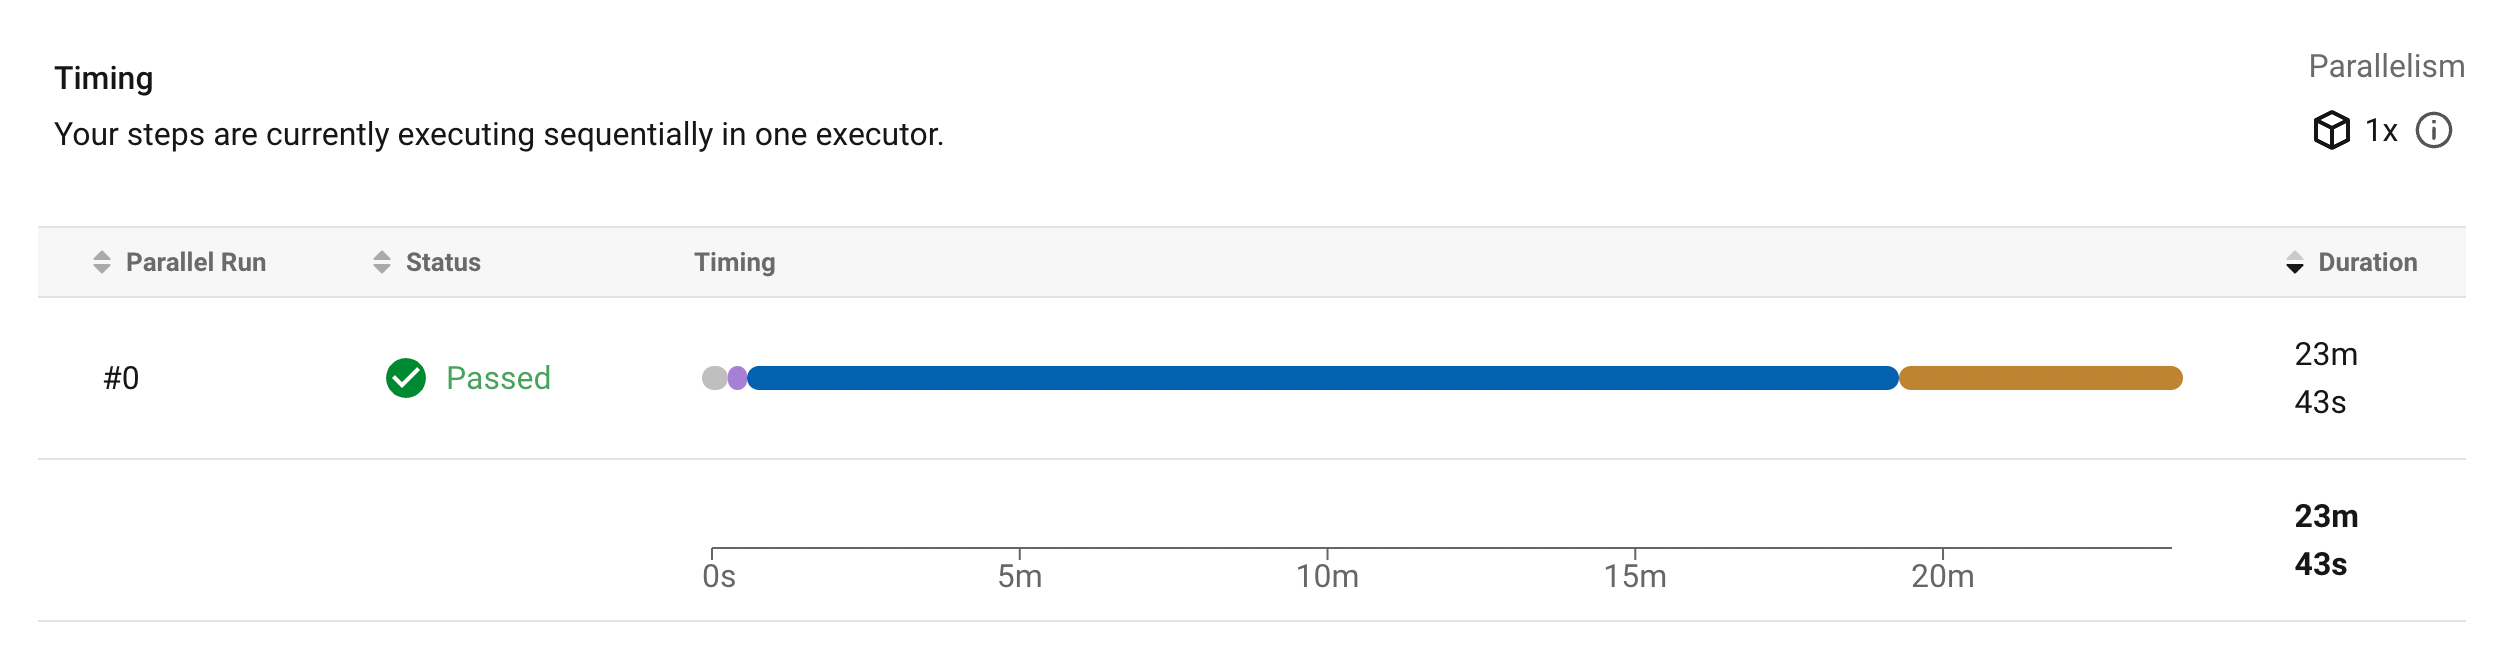 Timing
Your steps are currently executing sequentially in one executor.
Parallelism
1x
Parallel Run
Status
Timing
Duration
#0
Passed
23m
43s
0s
5m
10m
15m
20m
23m
43s